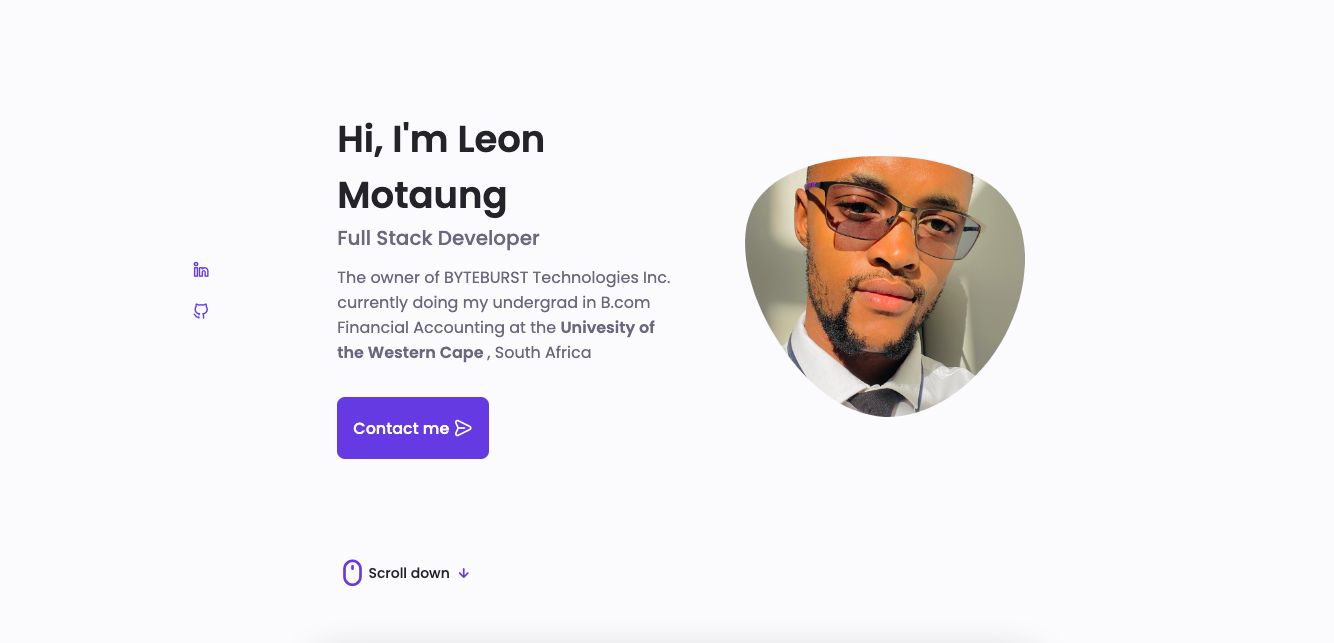 Hi, I'm Leon
Motaung
Full Stack Developer
The owner of BYTEBURST Technologies Inc.
currently doing my undergrad in B.com
Financial Accounting at the Univesity of
the Western Cape , South Africa
Contact me
Scroll down